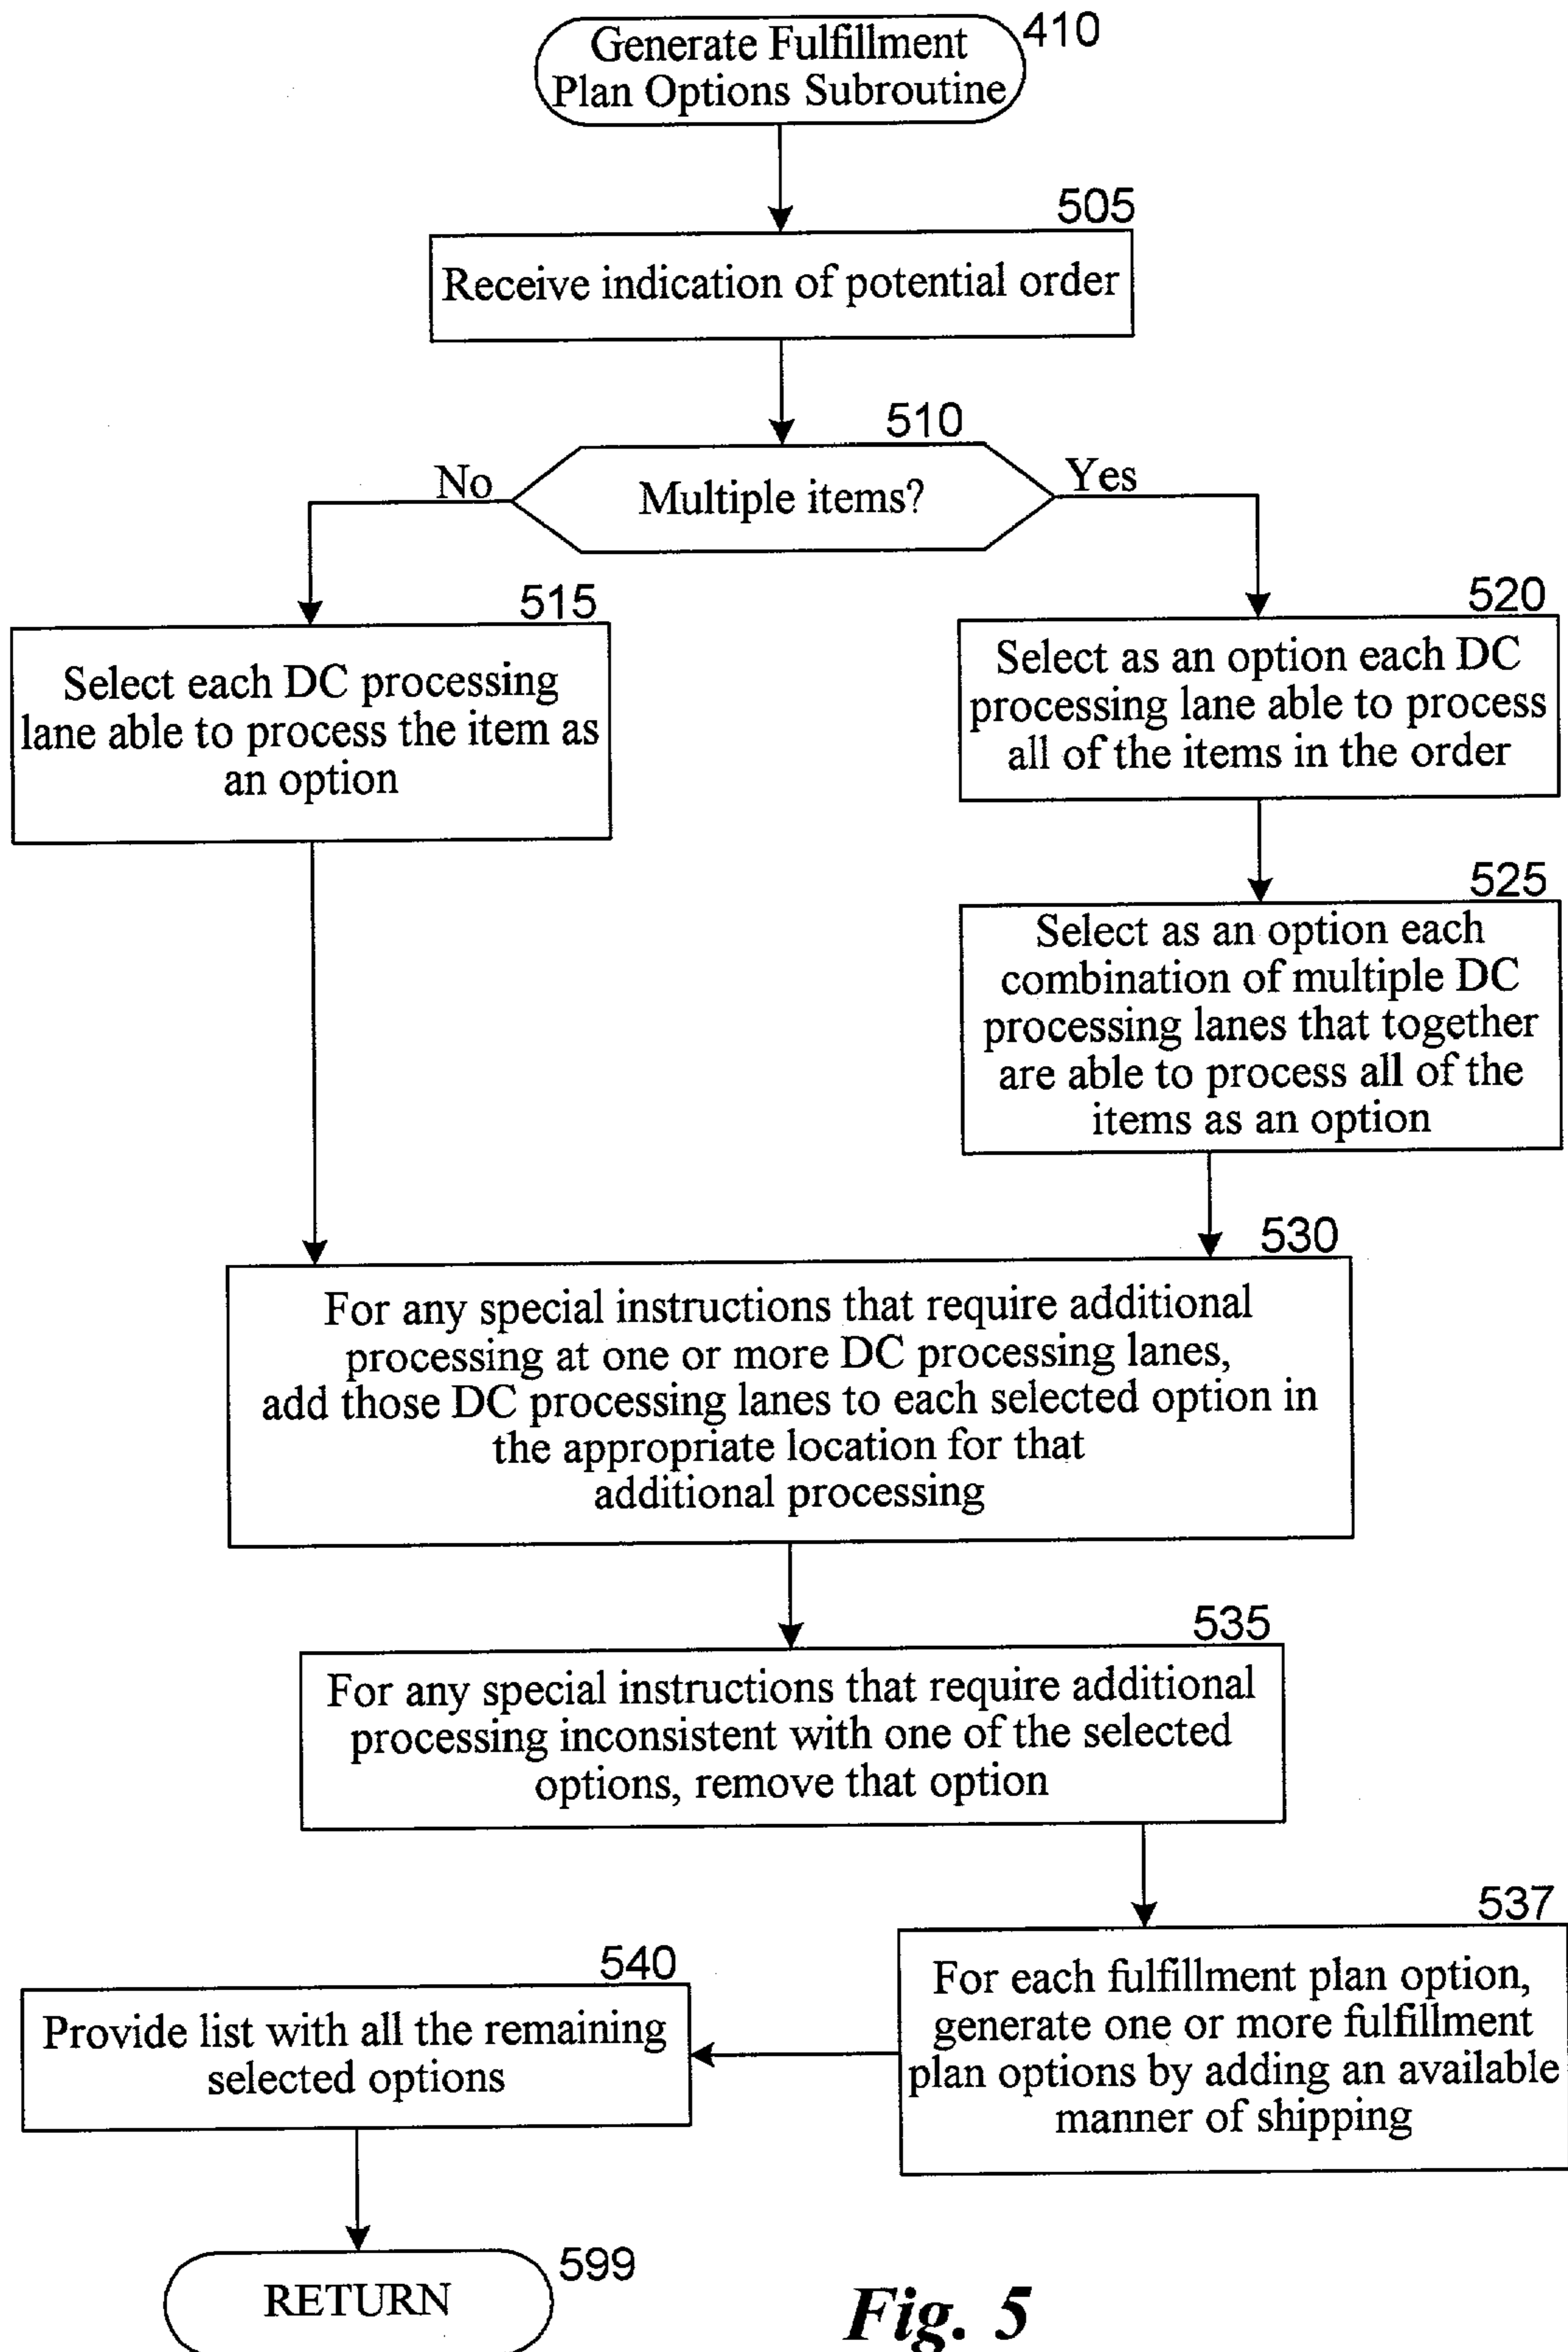 Generate Fulfillment
Plan Options Subroutine
410
505
Receive indication of potential order
510
No
Multiple items?
Yes
515
Select each DC processing
lane able to process the item as
an option
520
Select as an option each DC
processing lane able to process
all of the items in the order
525
Select as an option each
combination of multiple DC
processing lanes that together
are able to process all of the
items as an option
530
For any special instructions that require additional
processing at one or more DC processing lanes,
add those DC processing lanes to each selected option in
the appropriate location for that
additional processing
535
For any special instructions that require additional
processing inconsistent with one of the selected
options, remove that option
537
For each fulfillment plan option,
generate one or more fulfillment
plan options by adding an available
manner of shipping
540
Provide list with all the remaining
selected options
599
RETURN
Fig. 5